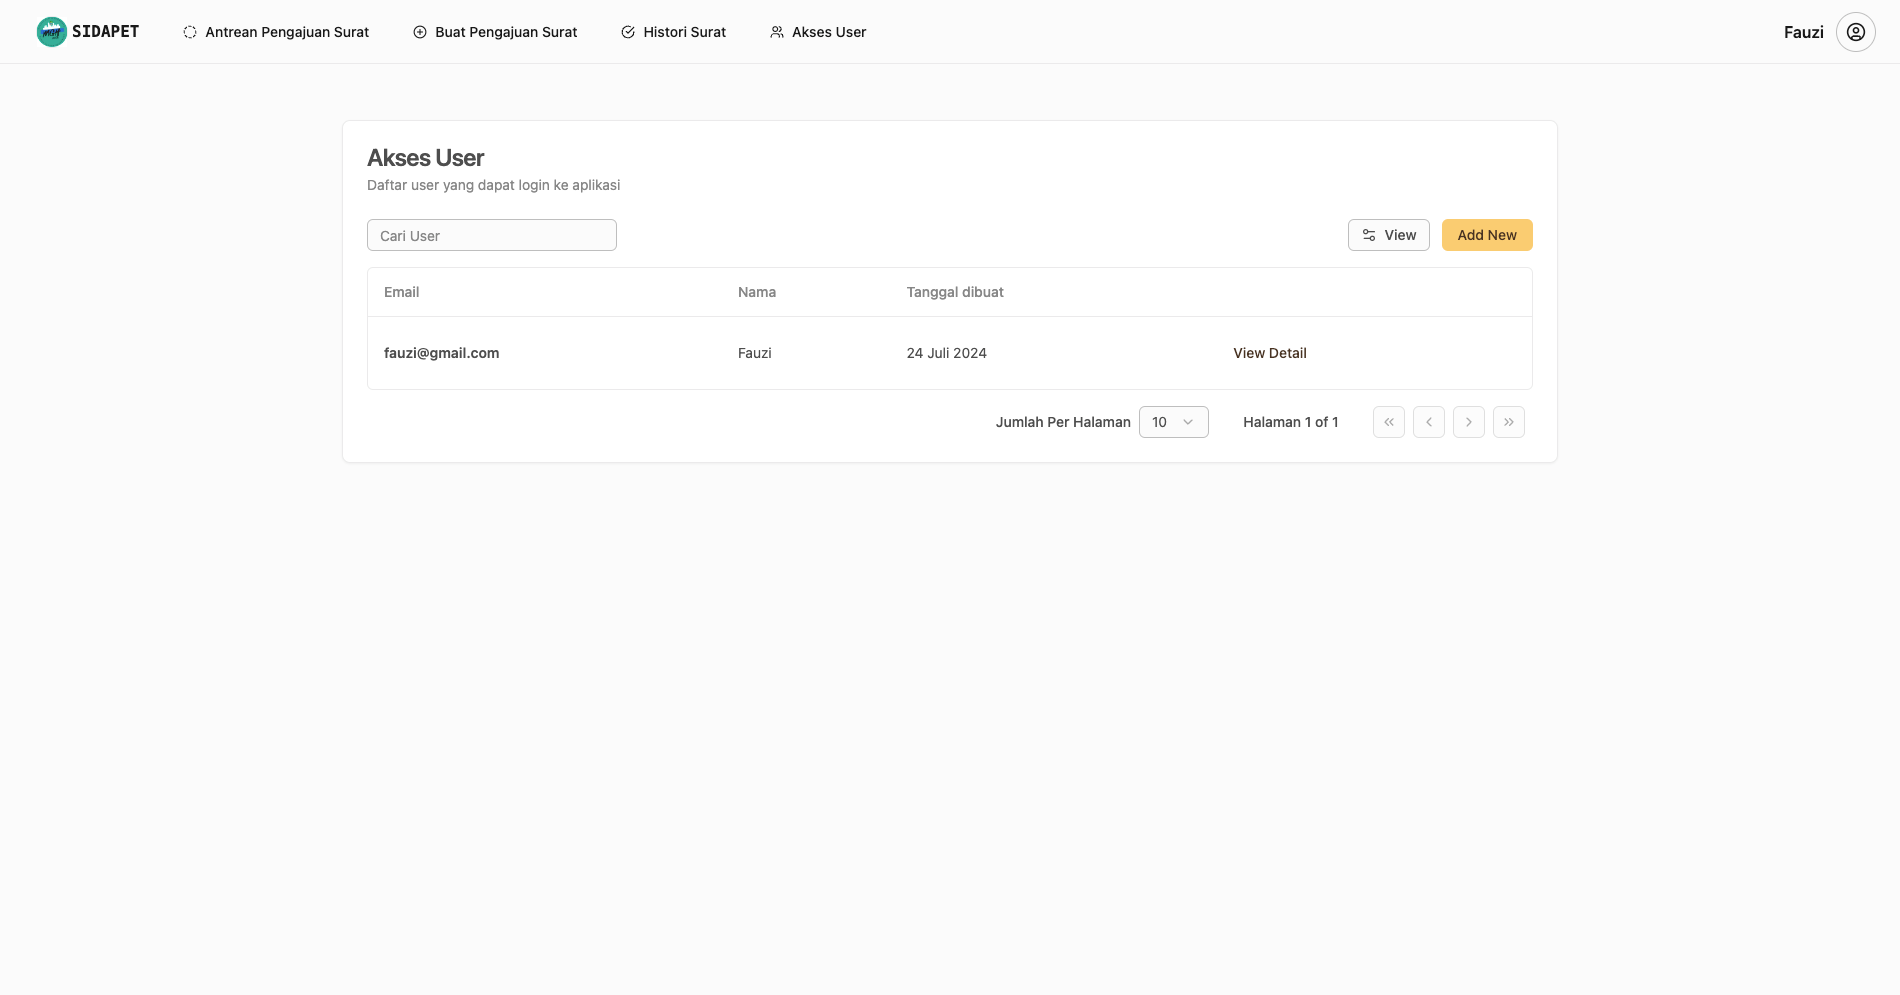 SIDAPET
Antrean Pengajuan Surat
Buat Pengajuan Surat
Histori Surat
Akses User
Fauzi
Akses User
Daftar user yang dapat login ke aplikasi
Cari User
View
Add New
Email Nama Tanggal dibuat
fauzi@gmail.com Fauzi 24 Juli 2024 View Detail
Jumlah Per Halaman 10 Halaman 1 of 1